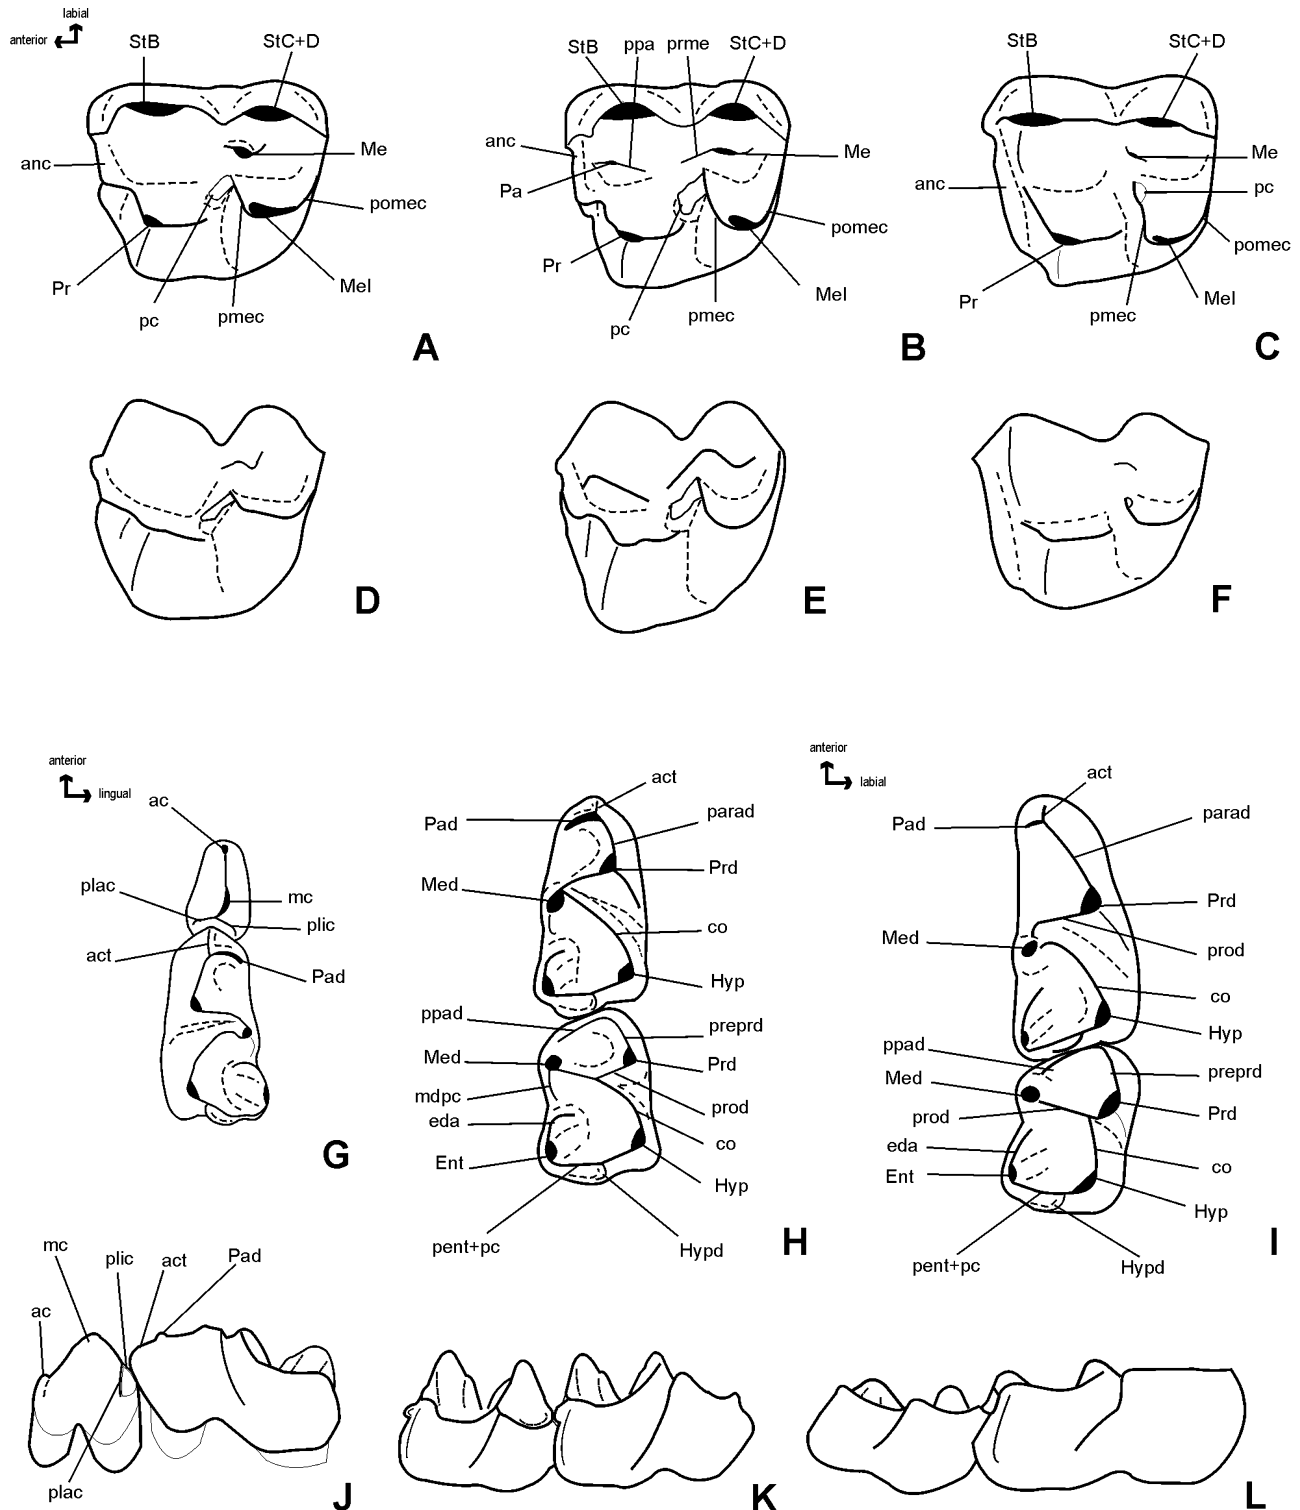 labial
anterior
StB
StC+D
anc
Me
pomec
Pr
pc
pmec
Mel
A
StB
ppa
prme
StC+D
anc
Pa
Me
pomec
Pr
pc
pmec
Mel
B
StB
StC+D
anc
Me
pc
pomec
Pr
pmec
Mel
C
D
E
F
anterior
lingual
ac
plac
mc
plic
act
Pad
G
act
Pad
parad
Med
Prd
co
Hyp
ppad
preprd
Med
Prd
mdpc
prod
eda
co
Ent
Hyp
pent+pc
Hypd
H
anterior
labial
act
Pad
parad
Prd
Med
prod
co
Hyp
ppad
preprd
Med
prod
Prd
eda
co
Ent
Hyp
pent+pc
Hypd
I
mc
plic
act
Pad
ac
plac
J
K
L